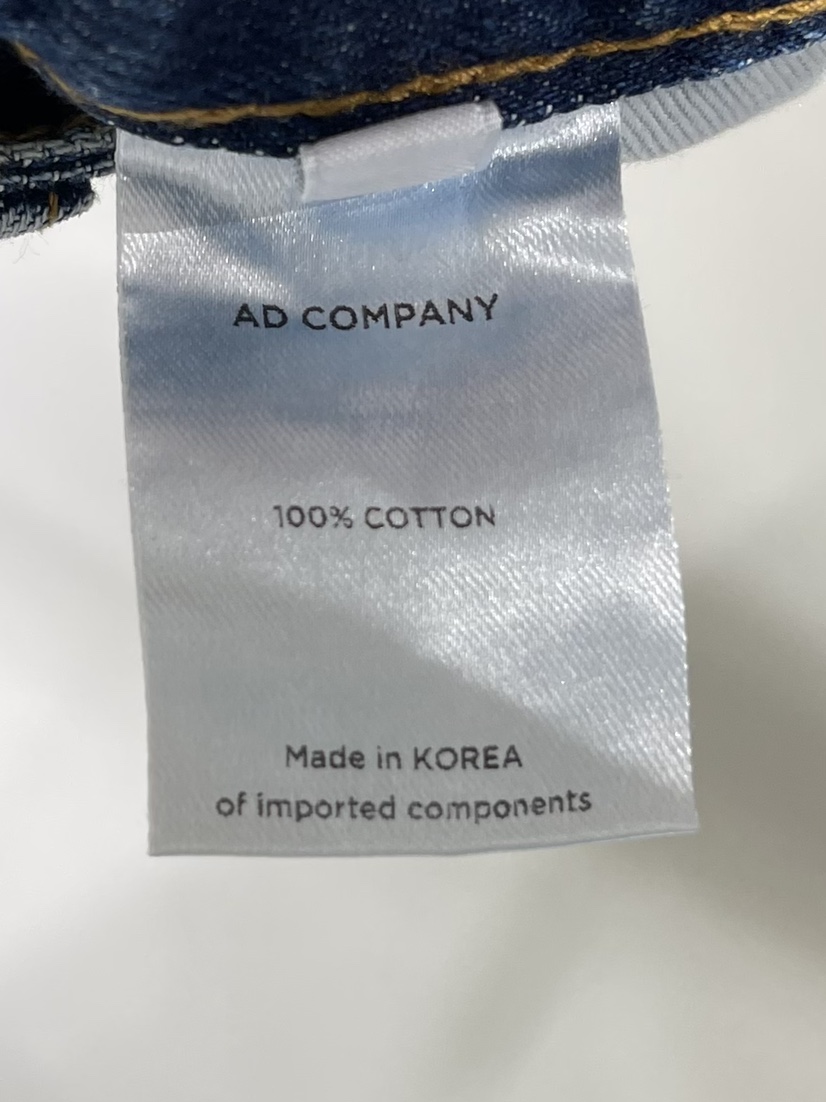 AD COMPANY
100% COTTON
Made in KOREA
of imported components